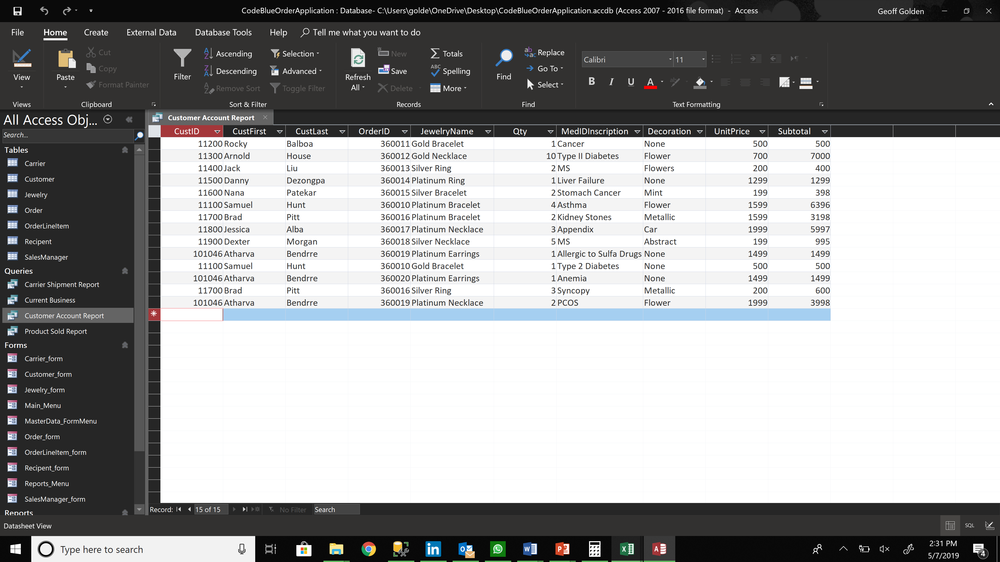 CodeBlueOrderApplication : Database- C:\Users\golde\OneDrive\Desktop\CodeBlueOrderApplication.accdb (Access 2007 - 2016 file format) - Access
Geoff Golden
File Home Create External Data Database Tools Help Tell me what you want to do
View
Views
Paste
Cut
Copy
Format Painter
Clipboard
Filter
Ascending
Descending
Remove Sort
Selection
Advanced
Toggle Filter
Sort & Filter
Refresh
All
New
Save
Delete
Totals
Spelling
More
Records
Find
Replace
Go To
Select
Find
Calibri 11
B I U A
Text Formatting
All Access Obj...
Search...
Tables
Carrier
Customer
Jewelry
Order
OrderLineItem
Recipent
SalesManager
Queries
Carrier Shipment Report
Current Business
Customer Account Report
Product Sold Report
Forms
Carrier_form
Customer_form
Jewelry_form
Main_Menu
MasterData_FormMenu
Order_form
OrderLineItem_form
Recipent_form
Reports_Menu
SalesManager_form
Reports
Customer Account Report
CustID CustFirst CustLast OrderID JewelryName Qty MedIDInscription Decoration UnitPrice Subtotal
11200 Rocky Balboa 360011 Gold Bracelet 1 Cancer None 500 500
11300 Arnold House 360012 Gold Necklace 10 Type II Diabetes Flower 700 7000
11400 Jack Liu 360013 Silver Ring 2 MS Flowers 200 400
11500 Danny Dezongpa 360014 Platinum Ring 1 Liver Failure None 1299 1299
11600 Nana Patekar 360015 Silver Bracelet 2 Stomach Cancer Mint 199 398
11100 Samuel Hunt 360010 Platinum Bracelet 4 Asthma Flower 1599 6396
11700 Brad Pitt 360016 Platinum Bracelet 2 Kidney Stones Metallic 1599 3198
11800 Jessica Alba 360017 Platinum Necklace 3 Appendix Car 1999 5997
11900 Dexter Morgan 360018 Silver Necklace 5 MS Abstract 199 995
101046 Atharva Bendrre 360019 Platinum Earrings 1 Allergic to Sulfa Drugs None 1499 1499
11100 Samuel Hunt 360010 Gold Bracelet 1 Type 2 Diabetes None 500 500
101046 Atharva Bendrre 360020 Platinum Earrings 1 Anemia None 1499 1499
11700 Brad Pitt 360016 Silver Ring 3 Syncopy Metallic 200 600
101046 Atharva Bendrre 360019 Platinum Necklace 2 PCOS Flower 1999 3998
Record: 15 of 15 No Filter Search
Datasheet View
SQL
Type here to search
2:31 PM
5/7/2019
4